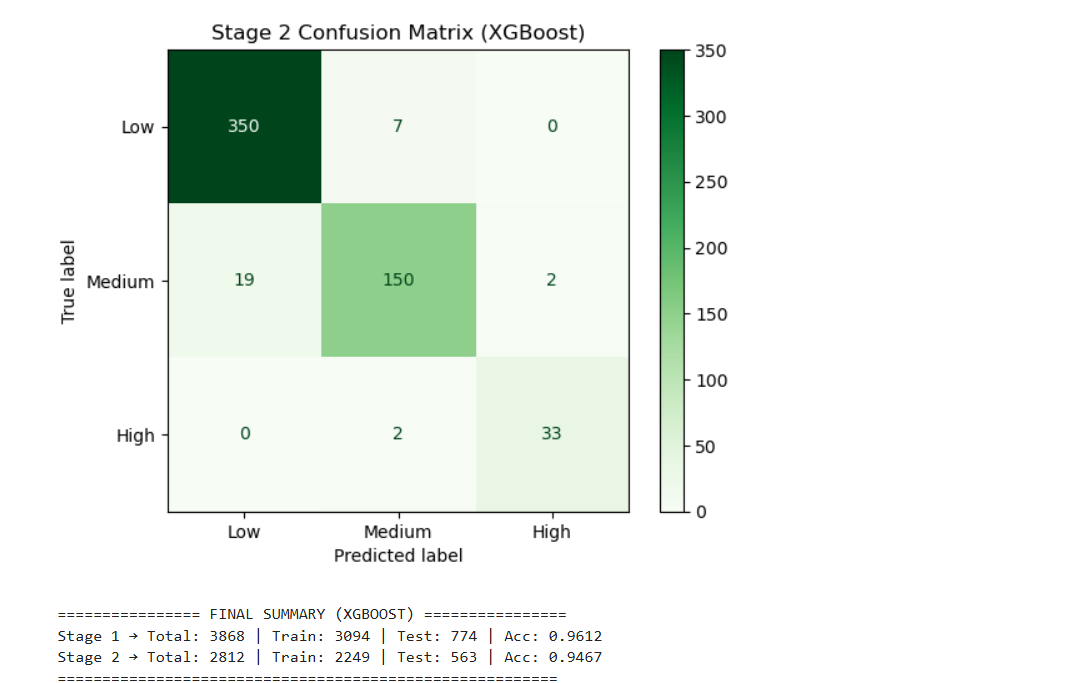 Stage 2 Confusion Matrix (XGBoost)
350
300
250
200
150
100
50
0
True label
Low
350 7 0
Medium
19 150 2
High
0 2 33
Low Medium High
Predicted label
================ FINAL SUMMARY (XGBOOST) ================
Stage 1 → Total: 3868 | Train: 3094 | Test: 774 | Acc: 0.9612
Stage 2 → Total: 2812 | Train: 2249 | Test: 563 | Acc: 0.9467
========================================================